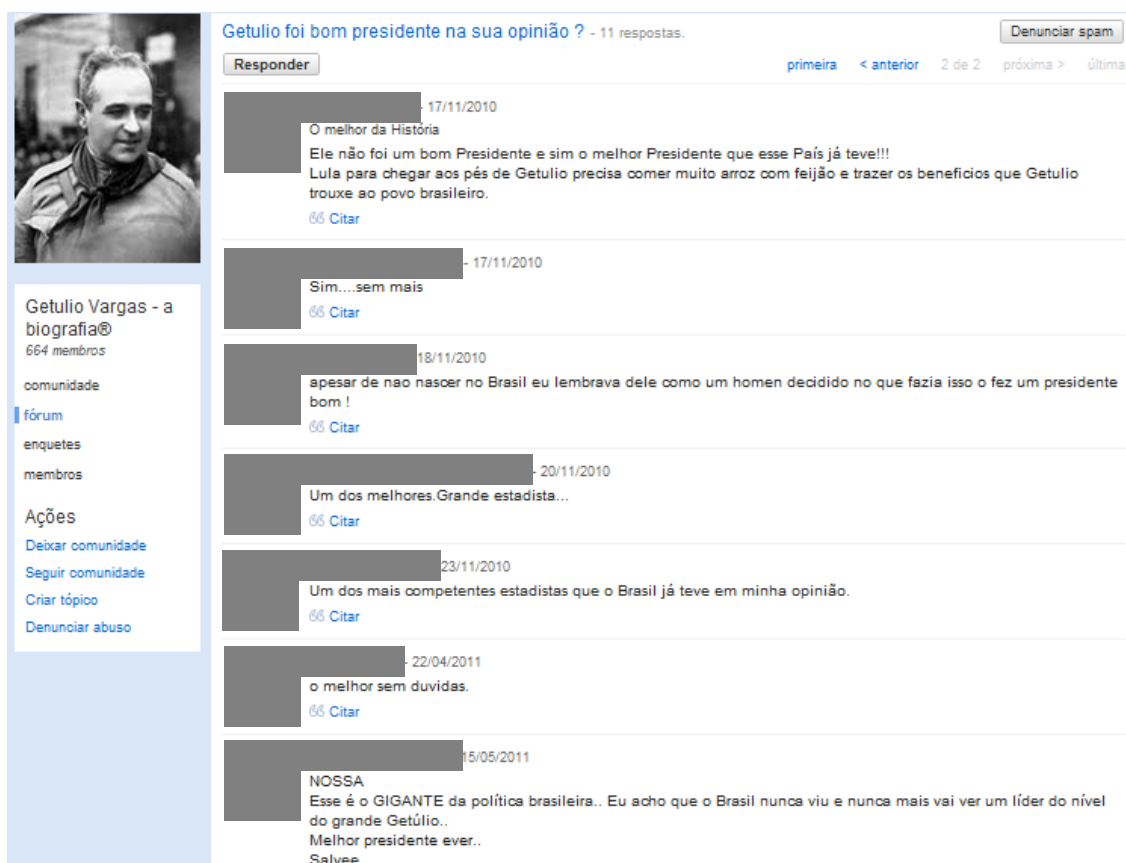 Getulio foi bom presidente na sua opinião ? - 11 respostas.
Denunciar spam
Responder
primeira < anterior 2 de 2 próxima > última
- 17/11/2010
O melhor da História
Ele não foi um bom Presidente e sim o melhor Presidente que esse País já teve!!!
Lula para chegar aos pés de Getulio precisa comer muito arroz com feijão e trazer os beneficios que Getulio
trouxe ao povo brasileiro.
Citar
- 17/11/2010
Sim....sem mais
Citar
18/11/2010
apesar de nao nascer no Brasil eu lembrava dele como um homen decidido no que fazia isso o fez um presidente
bom !
Citar
- 20/11/2010
Um dos melhores.Grande estadista...
Citar
23/11/2010
Um dos mais competentes estadistas que o Brasil já teve em minha opinião.
Citar
- 22/04/2011
o melhor sem duvidas.
Citar
15/05/2011
NOSSA
Esse é o GIGANTE da política brasileira.. Eu acho que o Brasil nunca viu e nunca mais vai ver um líder do nível
do grande Getúlio..
Melhor presidente ever..
Salvee
Getulio Vargas - a
biografia®
664 membros
comunidade
fórum
enquetes
membros
Ações
Deixar comunidade
Seguir comunidade
Criar tópico
Denunciar abuso